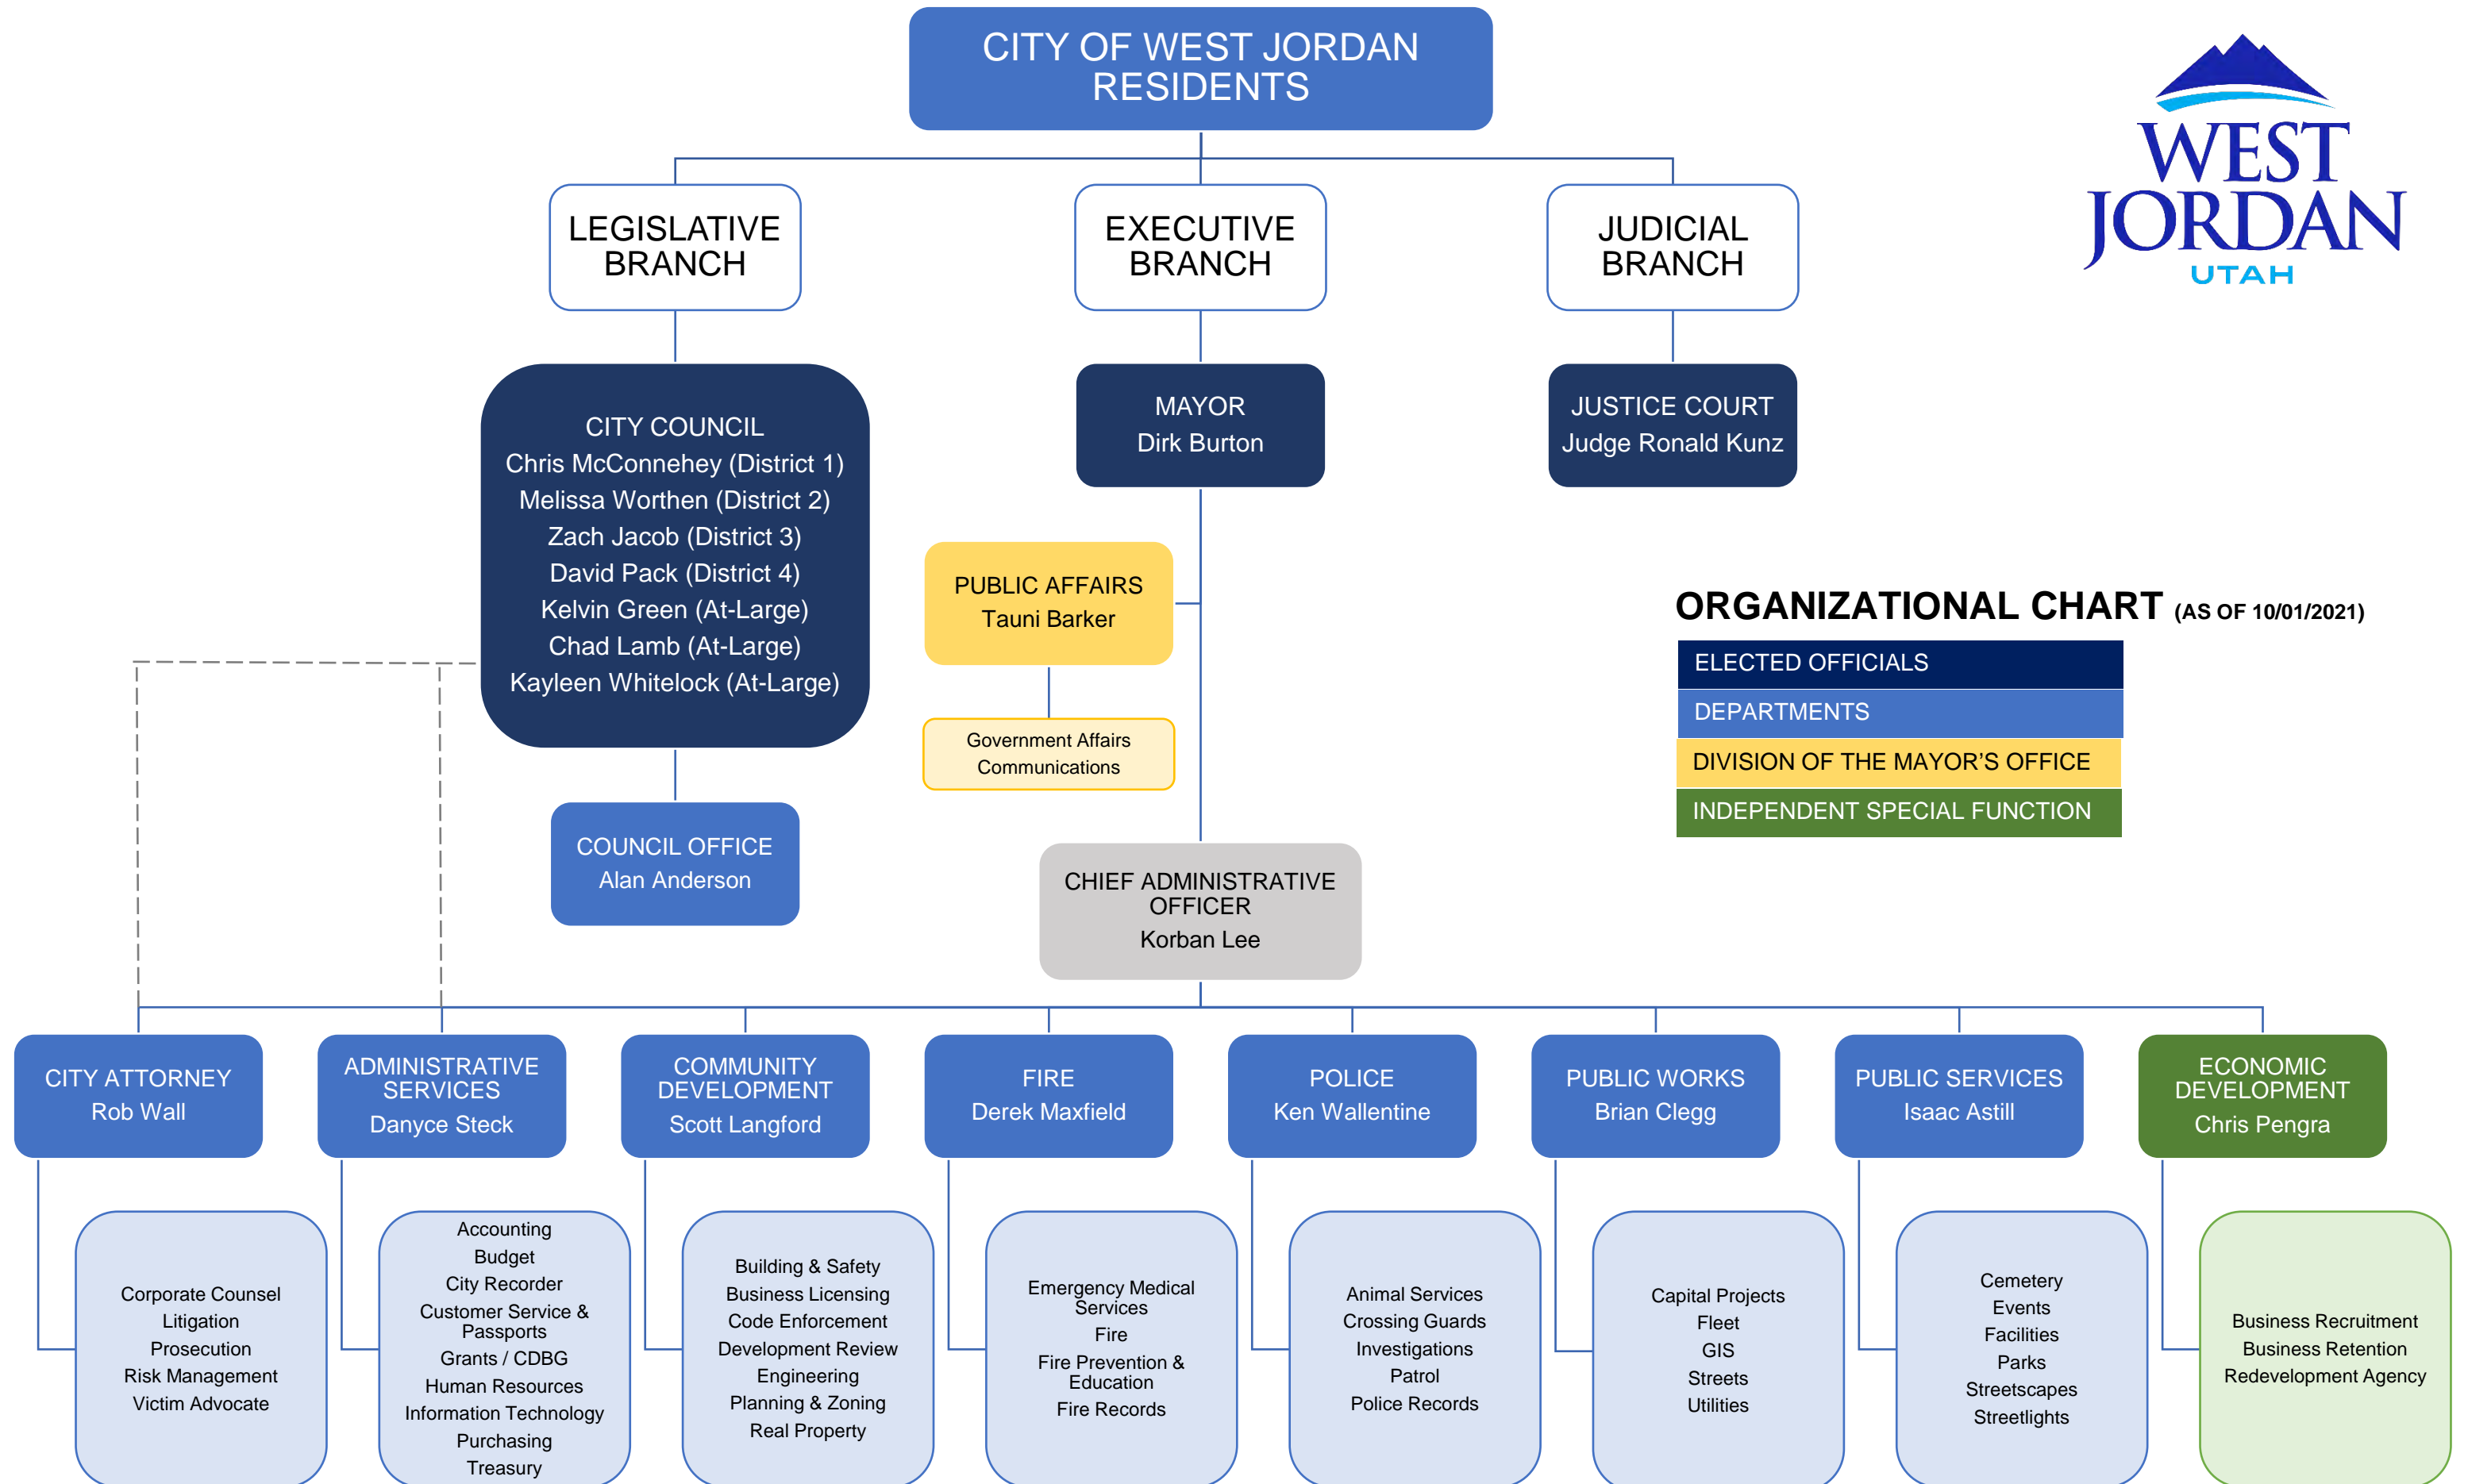 CITY OF WEST JORDAN
RESIDENTS
WEST
JORDAN
UTAH
LEGISLATIVE
BRANCH
EXECUTIVE
BRANCH
JUDICIAL
BRANCH
CITY COUNCIL
Chris McConnehey (District 1)
Melissa Worthen (District 2)
Zach Jacob (District 3)
David Pack (District 4)
Kelvin Green (At-Large)
Chad Lamb (At-Large)
Kayleen Whitelock (At-Large)
MAYOR
Dirk Burton
JUSTICE COURT
Judge Ronald Kunz
PUBLIC AFFAIRS
Tauni Barker
Government Affairs
Communications
ORGANIZATIONAL CHART (AS OF 10/01/2021)
ELECTED OFFICIALS
DEPARTMENTS
DIVISION OF THE MAYOR'S OFFICE
INDEPENDENT SPECIAL FUNCTION
COUNCIL OFFICE
Alan Anderson
CHIEF ADMINISTRATIVE
OFFICER
Korban Lee
CITY ATTORNEY
Rob Wall
ADMINISTRATIVE
SERVICES
Danyce Steck
COMMUNITY
DEVELOPMENT
Scott Langford
FIRE
Derek Maxfield
POLICE
Ken Wallentine
PUBLIC WORKS
Brian Clegg
PUBLIC SERVICES
Isaac Astill
ECONOMIC
DEVELOPMENT
Chris Pengra
Corporate Counsel
Litigation
Prosecution
Risk Management
Victim Advocate
Accounting
Budget
City Recorder
Customer Service &
Passports
Grants / CDBG
Human Resources
Information Technology
Purchasing
Treasury
Building & Safety
Business Licensing
Code Enforcement
Development Review
Engineering
Planning & Zoning
Real Property
Emergency Medical
Services
Fire
Fire Prevention &
Education
Fire Records
Animal Services
Crossing Guards
Investigations
Patrol
Police Records
Capital Projects
Fleet
GIS
Streets
Utilities
Cemetery
Events
Facilities
Parks
Streetscapes
Streetlights
Business Recruitment
Business Retention
Redevelopment Agency